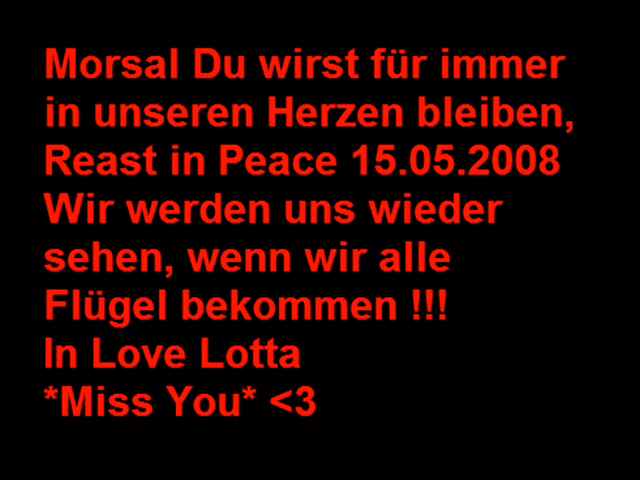 Morsal Du wirst für immer
in unseren Herzen bleiben,
Reast in Peace 15.05.2008
Wir werden uns wieder
sehen, wenn wir alle
Flügel bekommen !!!
In Love Lotta
*Miss You* <3